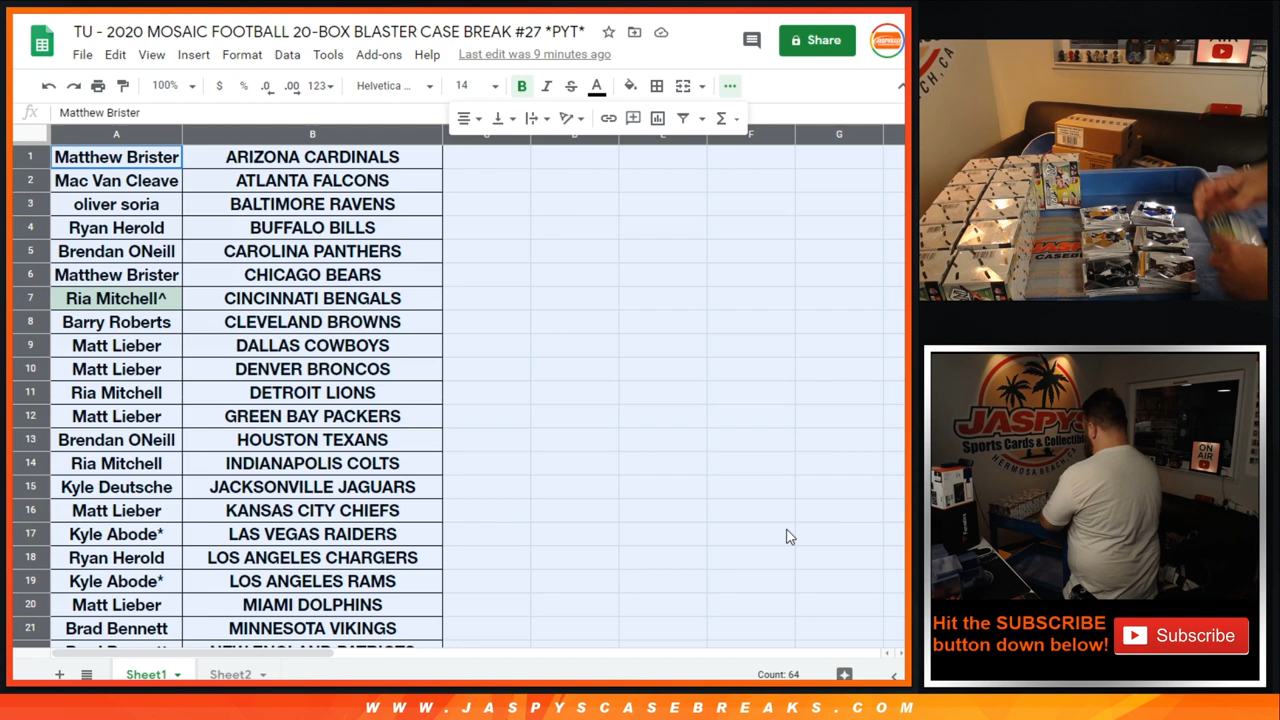 TU - 2020 MOSAIC FOOTBALL 20-BOX BLASTER CASE BREAK #27 *PYT*
Share
File Edit View Insert Format Data Tools Add-ons Help Last edit was 9 minutes ago
100% $ % .0 .00 123 Helvetica ... 14 B I S A
fx Matthew Brister
A B C D E F G
1 Matthew Brister ARIZONA CARDINALS
2 Mac Van Cleave ATLANTA FALCONS
3 oliver soria BALTIMORE RAVENS
4 Ryan Herold BUFFALO BILLS
5 Brendan ONeill CAROLINA PANTHERS
6 Matthew Brister CHICAGO BEARS
7 Ria Mitchell^ CINCINNATI BENGALS
8 Barry Roberts CLEVELAND BROWNS
9 Matt Lieber DALLAS COWBOYS
10 Matt Lieber DENVER BRONCOS
11 Ria Mitchell DETROIT LIONS
12 Matt Lieber GREEN BAY PACKERS
13 Brendan ONeill HOUSTON TEXANS
14 Ria Mitchell INDIANAPOLIS COLTS
15 Kyle Deutsche JACKSONVILLE JAGUARS
16 Matt Lieber KANSAS CITY CHIEFS
17 Kyle Abode* LAS VEGAS RAIDERS
18 Ryan Herold LOS ANGELES CHARGERS
19 Kyle Abode* LOS ANGELES RAMS
20 Matt Lieber MIAMI DOLPHINS
21 Brad Bennett MINNESOTA VIKINGS
Brad Bennett NEW ENGLAND PATRIOTS
Sheet1 Sheet2 Count: 64
JASPYS
Sports Cards & Collectibl
HERMOSA BEACH, CA
ON
AIR
Hit the SUBSCRIBE
button down below!
Subscribe
WWW.JASPYSCASEBREAKS.COM